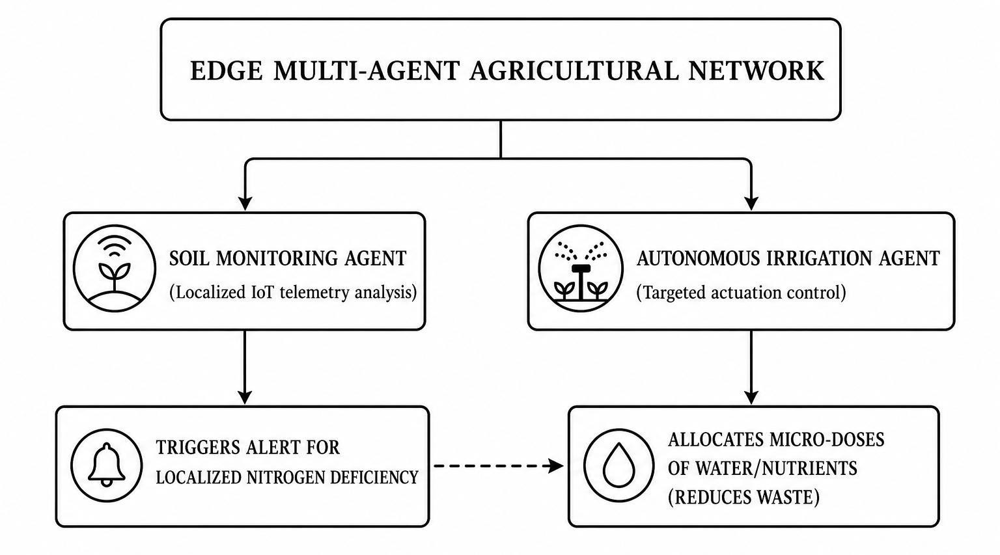 EDGE MULTI-AGENT AGRICULTURAL NETWORK
SOIL MONITORING AGENT
(Localized IoT telemetry analysis)
AUTONOMOUS IRRIGATION AGENT
(Targeted actuation control)
TRIGGERS ALERT FOR
LOCALIZED NITROGEN DEFICIENCY
ALLOCATES MICRO-DOSES
OF WATER/NUTRIENTS
(REDUCES WASTE)